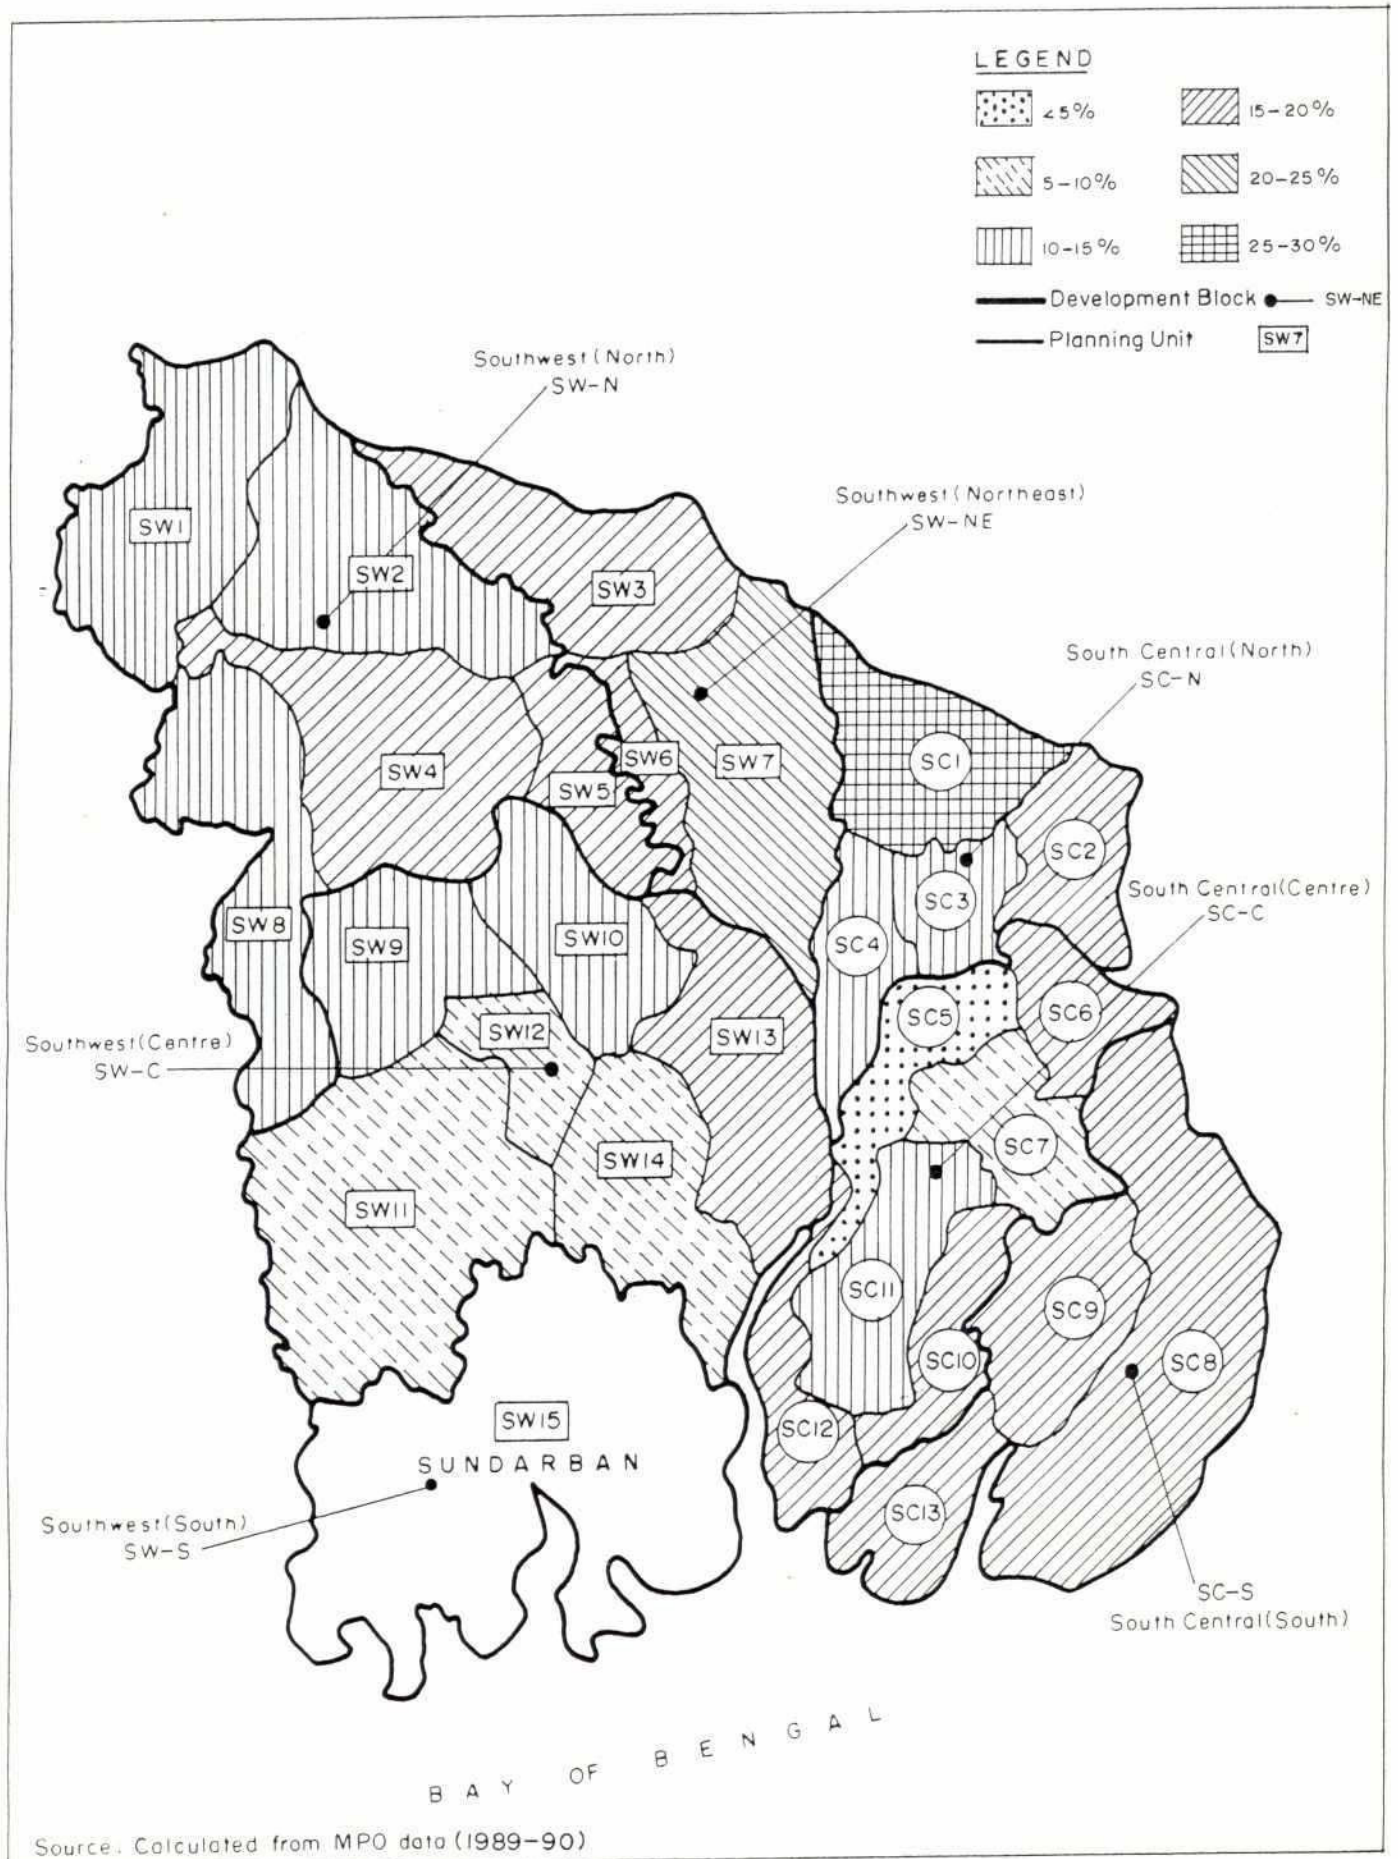 LEGEND
<5%
15-20%
5-10%
20-25%
10-15%
25-30%
Development Block
SW-NE
Planning Unit
SW7
Southwest (North)
SW-N
Southwest (Northeast)
SW-NE
SW1
SW2
SW3
South Central (North)
SC-N
SW4
SW5
SW6
SW7
SC1
SC2
South Central (Centre)
SC-C
SC3
SW8
SW9
SW10
SC4
SC5
SC6
Southwest (Centre)
SW-C
SW12
SW13
SW14
SC7
SW11
SC11
SC9
SC10
SC8
SW15
SUNDARBAN
SC12
SC13
Southwest (South)
SW-S
SC-S
South Central (South)
BAY OF BENGAL
Source. Calculated from MPO data (1989-90)